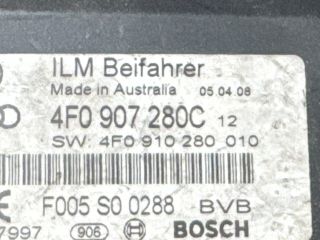 ILM Beifahrer
Made in Australia 05.04.08
4F0 907 280C 12
SW: 4F0 910 280 010
F005 S0 0288 BVB
7997 906 BOSCH